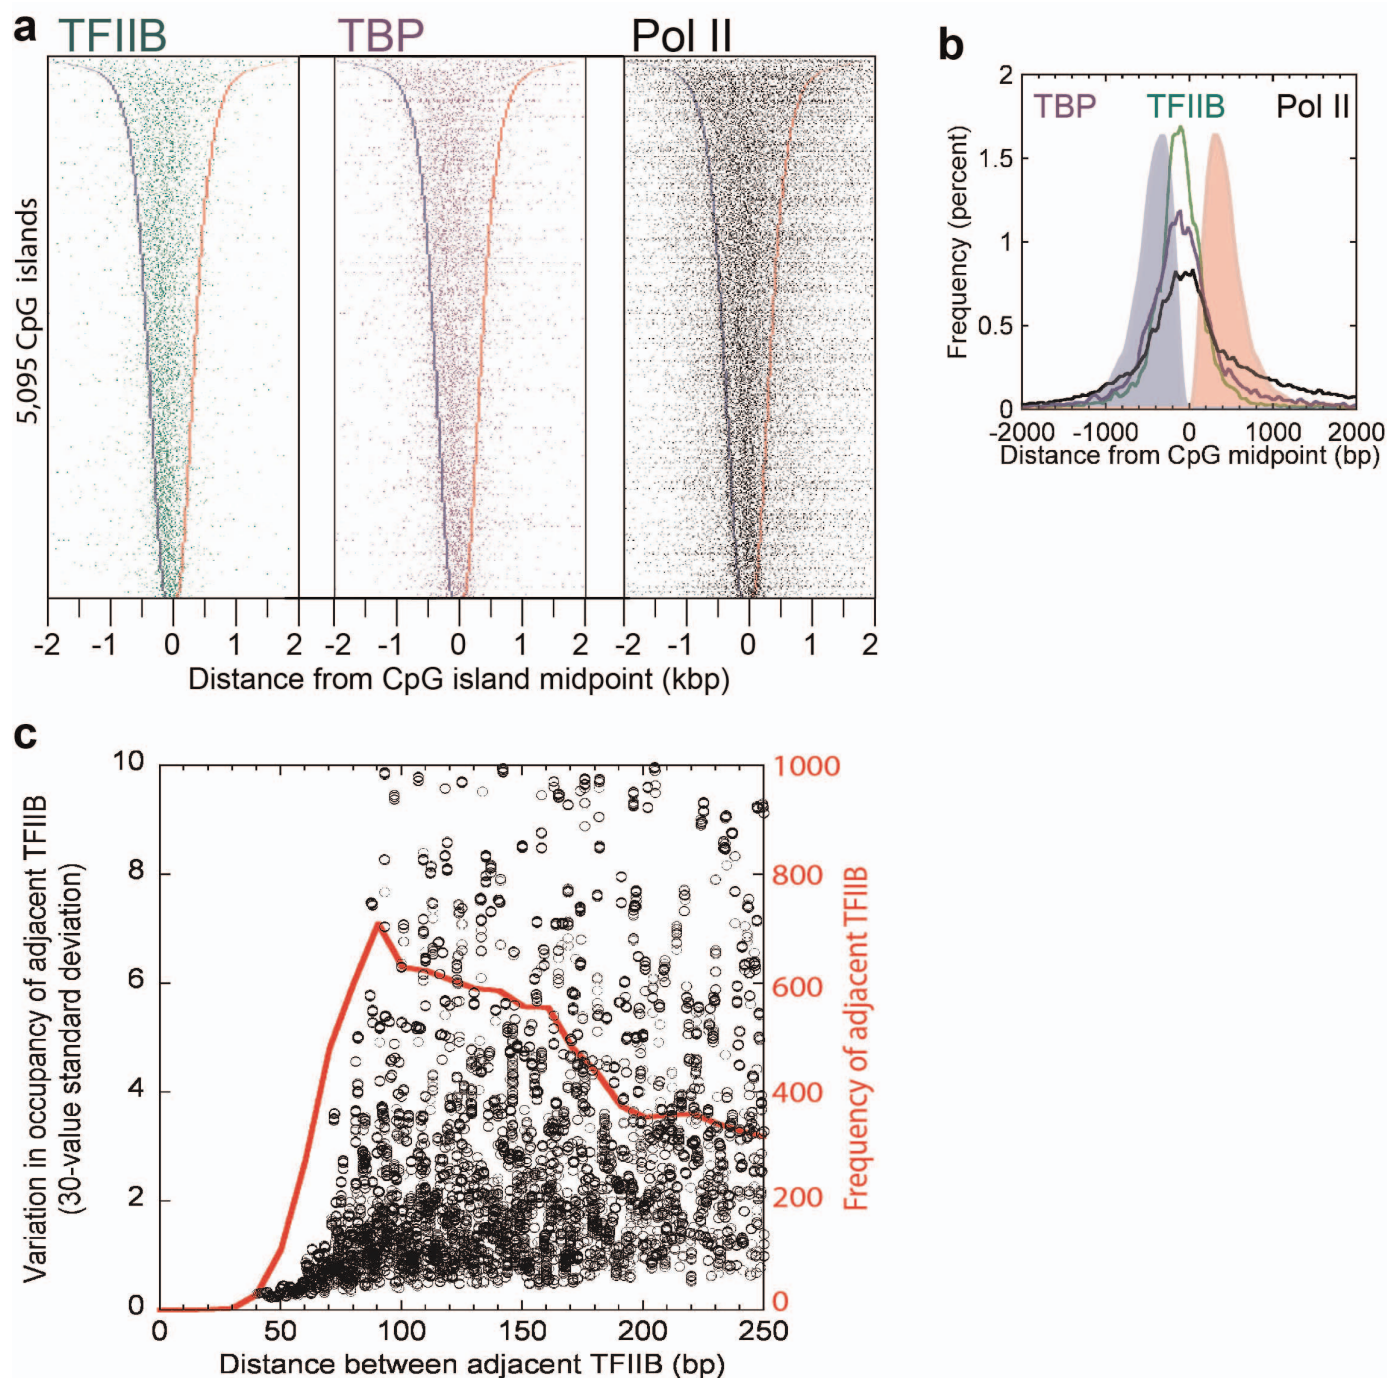 a
TFIIB
TBP
Pol II
5,095 CpG islands
-2 -1 0 1 2 -2 -1 0 1 2 -2 -1 0 1 2
Distance from CpG island midpoint (kbp)
b
TBP TFIIB Pol II
Frequency (percent)
2
1.5
1
0.5
0
-2000 -1000 0 1000 2000
Distance from CpG midpoint (bp)
c
Variation in occupancy of adjacent TFIIB
(30-value standard deviation)
10
8
6
4
2
0
1000
800
600
400
200
0
Frequency of adjacent TFIIB
0 50 100 150 200 250
Distance between adjacent TFIIB (bp)